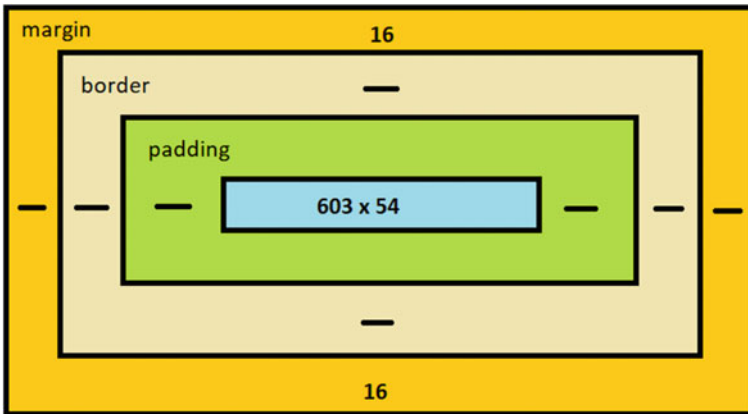 margin
16
border
—
padding
— — — 603 x 54 — — —
—
16